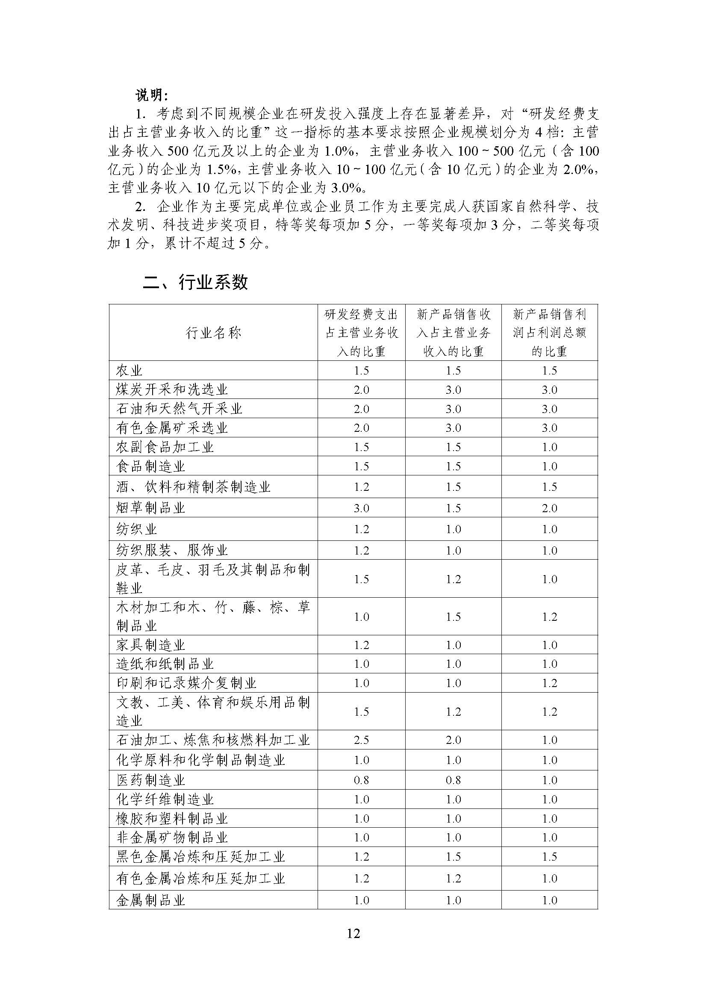 说明：
1. 考虑到不同规模企业在研发投入强度上存在显著差异，对“研发经费支
出占主营业务收入的比重”这一指标的基本要求按照企业规模划分为 4 档：主营
业务收入 500 亿元及以上的企业为 1.0%，主营业务收入 100～500 亿元（含 100
亿元）的企业为 1.5%，主营业务收入 10～100 亿元（含 10 亿元）的企业为 2.0%，
主营业务收入 10 亿元以下的企业为 3.0%。
2. 企业作为主要完成单位或企业员工作为主要完成人获国家自然科学、技
术发明、科技进步奖项目，特等奖每项加 5 分，一等奖每项加 3 分，二等奖每项
加 1 分，累计不超过 5 分。
二、行业系数
行业名称 研发经费支出占主营业务收入的比重 新产品销售收入占主营业务收入的比重 新产品销售利润占利润总额的比重
农业 1.5 1.5 1.5
煤炭开采和洗选业 2.0 3.0 3.0
石油和天然气开采业 2.0 3.0 3.0
有色金属矿采选业 2.0 3.0 3.0
农副食品加工业 1.5 1.5 1.0
食品制造业 1.5 1.5 1.0
酒、饮料和精制茶制造业 1.2 1.5 1.5
烟草制品业 3.0 1.5 2.0
纺织业 1.2 1.0 1.0
纺织服装、服饰业 1.2 1.0 1.0
皮革、毛皮、羽毛及其制品和制
鞋业 1.5 1.2 1.0
木材加工和木、竹、藤、棕、草
制品业 1.0 1.5 1.2
家具制造业 1.2 1.0 1.0
造纸和纸制品业 1.0 1.0 1.0
印刷和记录媒介复制业 1.0 1.0 1.2
文教、工美、体育和娱乐用品制
造业 1.5 1.2 1.2
石油加工、炼焦和核燃料加工业 2.5 2.0 1.0
化学原料和化学制品制造业 1.0 1.0 1.0
医药制造业 0.8 0.8 1.0
化学纤维制造业 1.0 1.0 1.0
橡胶和塑料制品业 1.0 1.0 1.0
非金属矿物制品业 1.0 1.0 1.0
黑色金属冶炼和压延加工业 1.2 1.5 1.5
有色金属冶炼和压延加工业 1.2 1.2 1.0
金属制品业 1.0 1.0 1.0
12